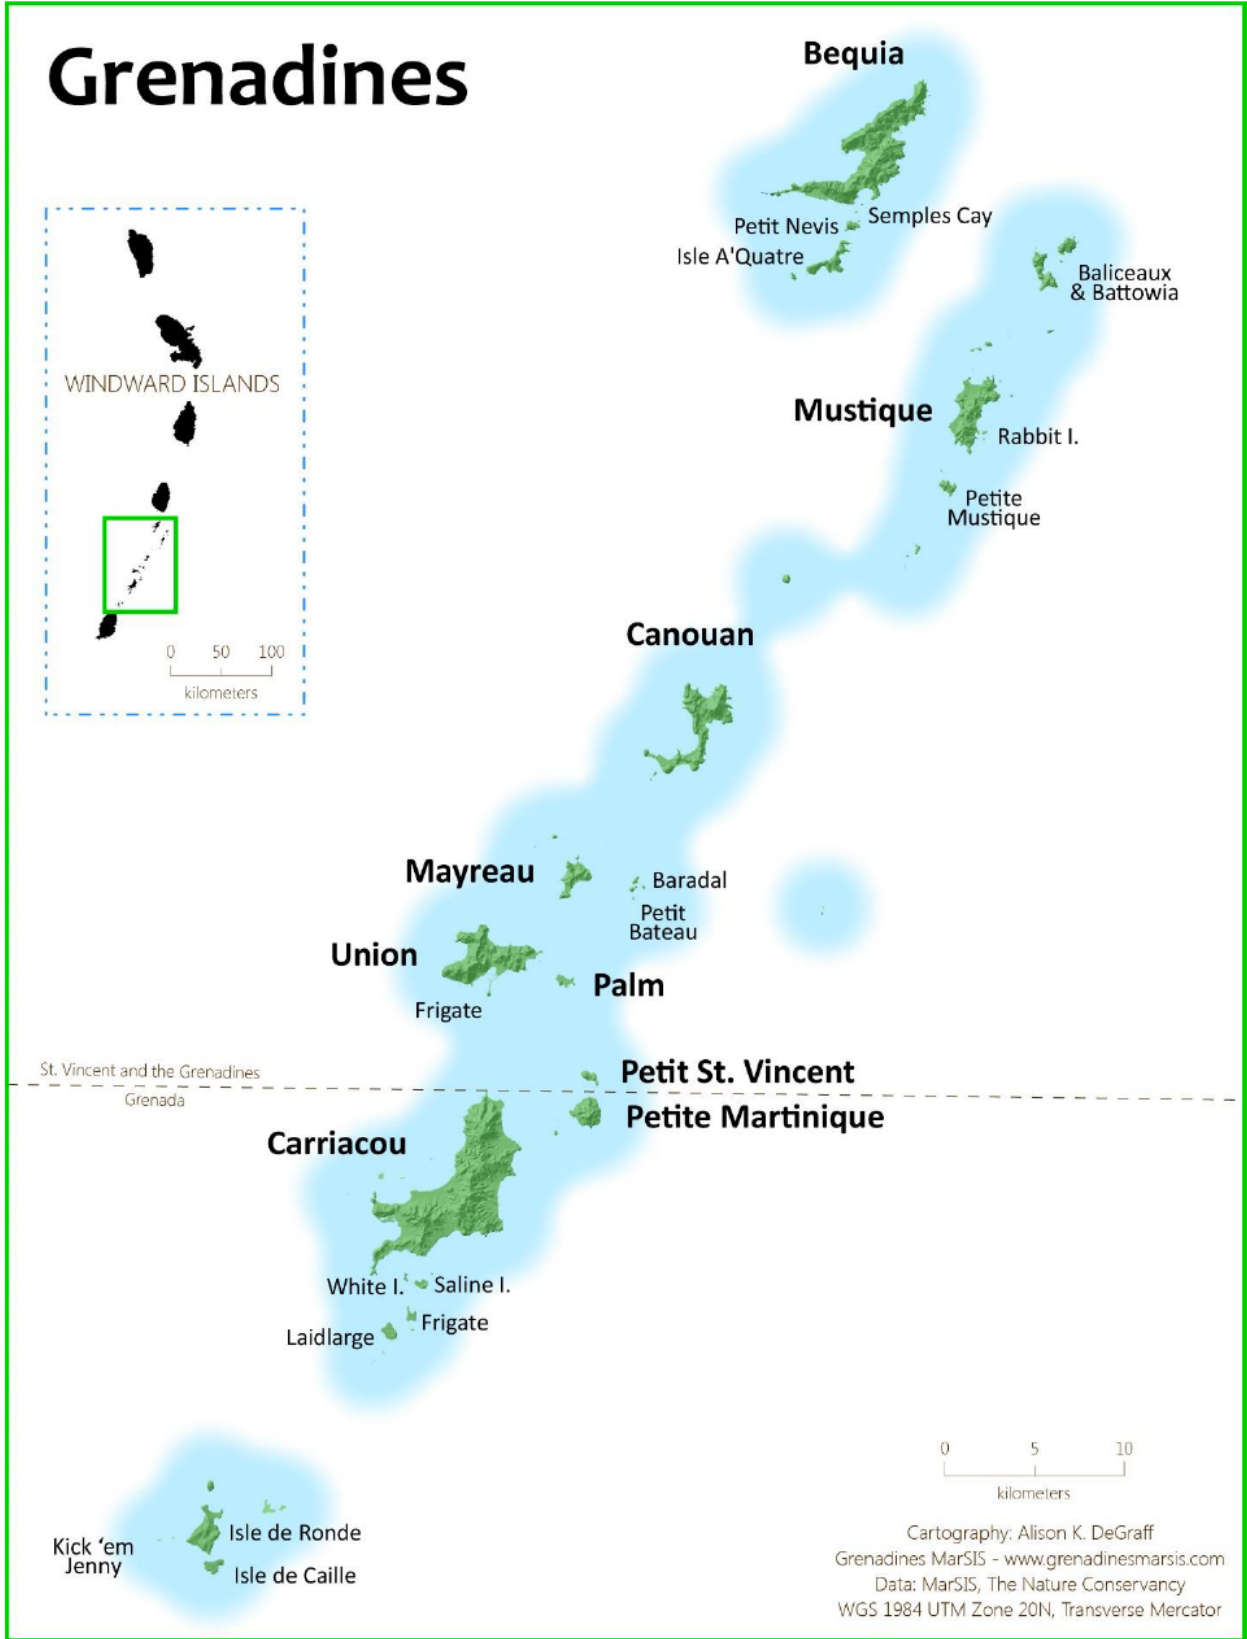 Grenadines
Bequia
Petit Nevis
Semples Cay
Isle A'Quatre
Baliceaux
& Battowia
WINDWARD ISLANDS
Mustique
Rabbit I.
Petite
Mustique
0 50 100
kilometers
Canouan
Mayreau
Baradal
Petit
Bateau
Union
Palm
Frigate
St. Vincent and the Grenadines
Grenada
Petit St. Vincent
Petite Martinique
Carriacou
White I.
Saline I.
Frigate
Laidlarge
0 5 10
kilometers
Kick ‘em
Jenny
Isle de Ronde
Isle de Caille
Cartography: Alison K. DeGraff
Grenadines MarSIS - www.grenadinesmarsis.com
Data: MarSIS, The Nature Conservancy
WGS 1984 UTM Zone 20N, Transverse Mercator